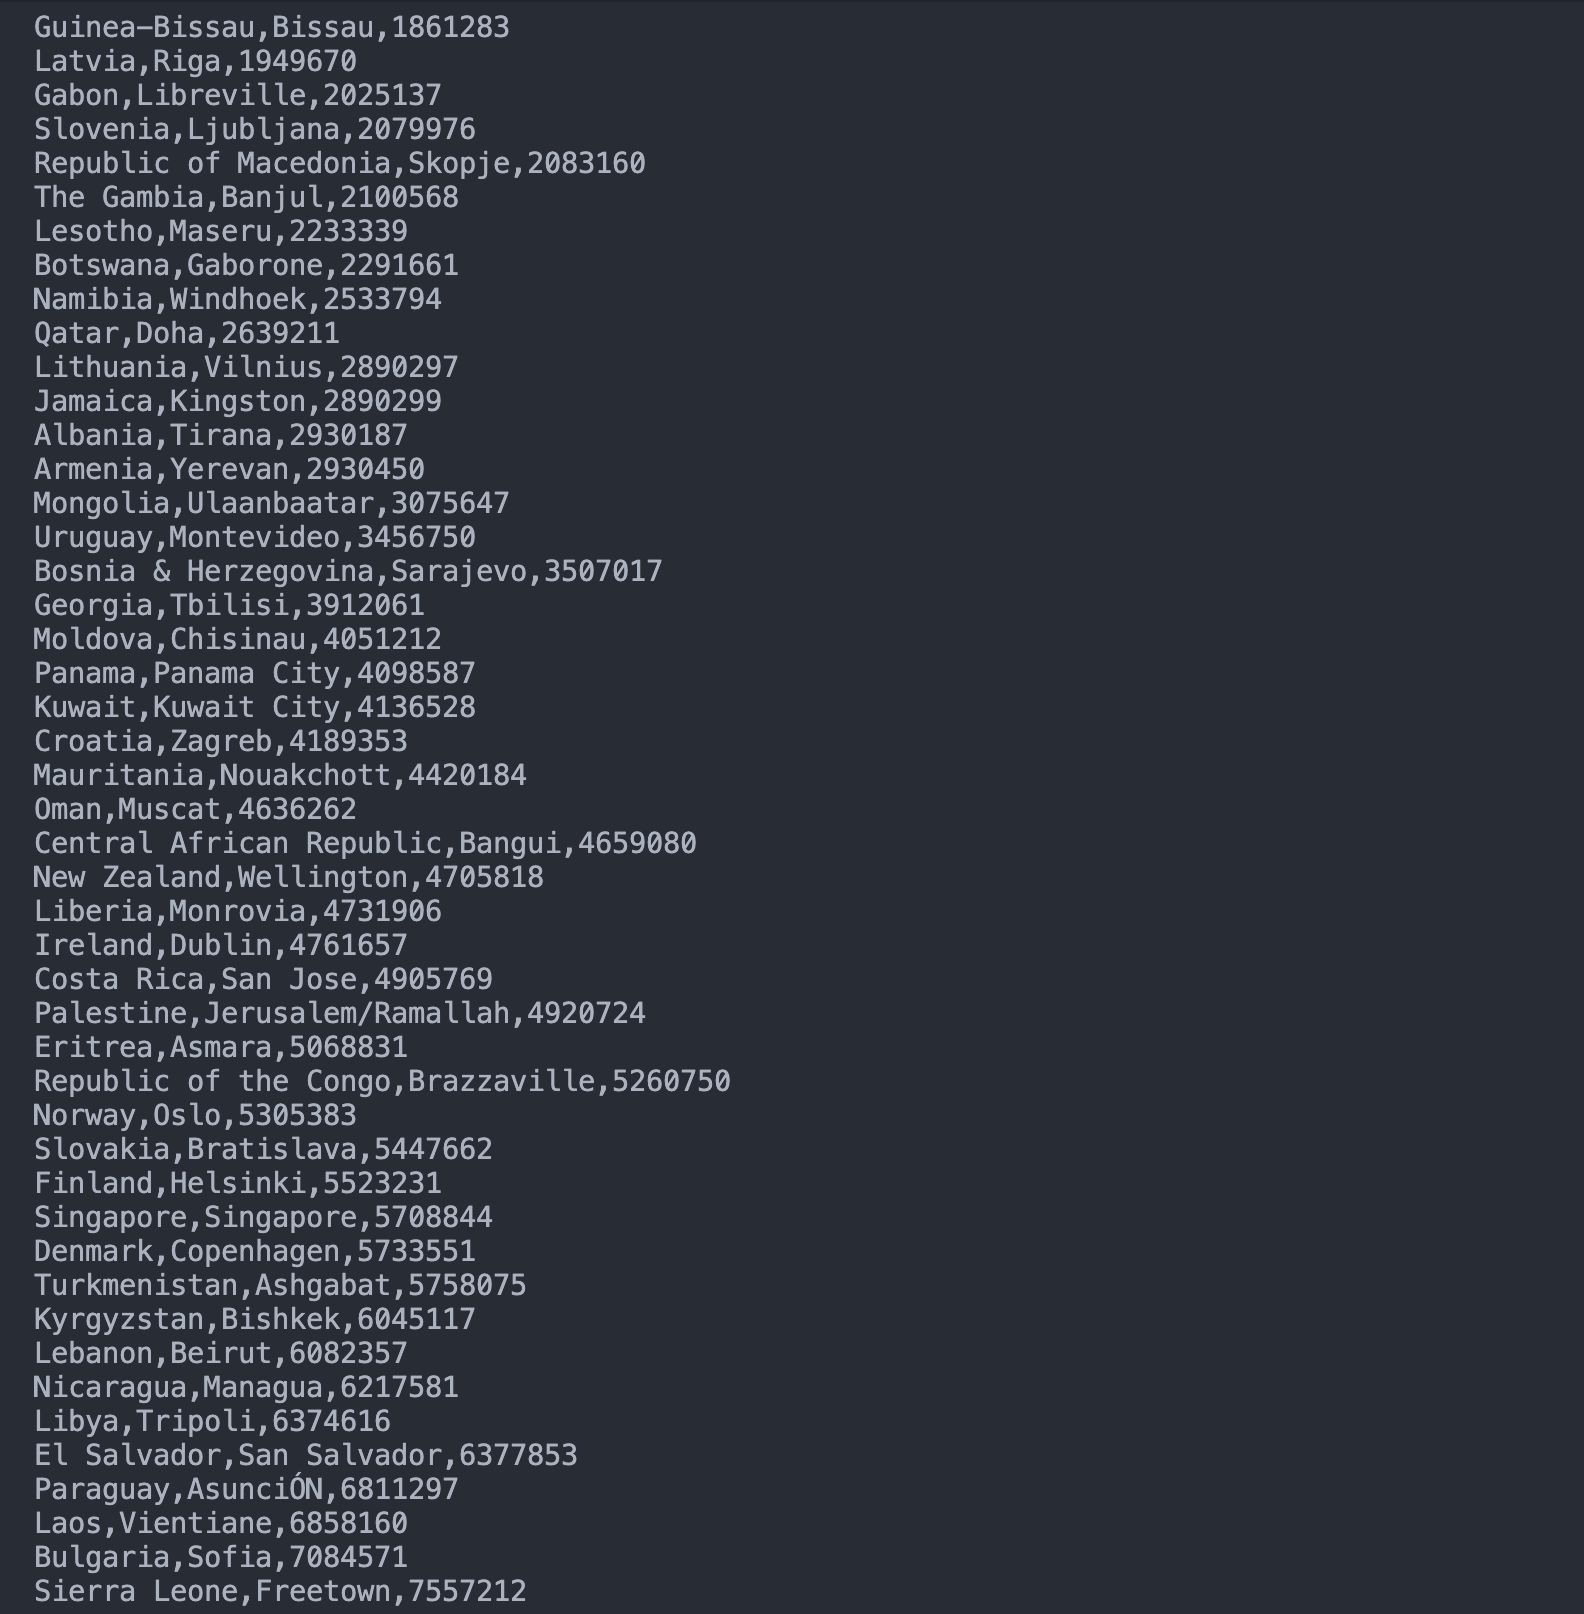 Guinea-Bissau,Bissau,1861283
Latvia,Riga,1949670
Gabon,Libreville,2025137
Slovenia,Ljubljana,2079976
Republic of Macedonia,Skopje,2083160
The Gambia,Banjul,2100568
Lesotho,Maseru,2233339
Botswana,Gaborone,2291661
Namibia,Windhoek,2533794
Qatar,Doha,2639211
Lithuania,Vilnius,2890297
Jamaica,Kingston,2890299
Albania,Tirana,2930187
Armenia,Yerevan,2930450
Mongolia,Ulaanbaatar,3075647
Uruguay,Montevideo,3456750
Bosnia & Herzegovina,Sarajevo,3507017
Georgia,Tbilisi,3912061
Moldova,Chisinau,4051212
Panama,Panama City,4098587
Kuwait,Kuwait City,4136528
Croatia,Zagreb,4189353
Mauritania,Nouakchott,4420184
Oman,Muscat,4636262
Central African Republic,Bangui,4659080
New Zealand,Wellington,4705818
Liberia,Monrovia,4731906
Ireland,Dublin,4761657
Costa Rica,San Jose,4905769
Palestine,Jerusalem/Ramallah,4920724
Eritrea,Asmara,5068831
Republic of the Congo,Brazzaville,5260750
Norway,Oslo,5305383
Slovakia,Bratislava,5447662
Finland,Helsinki,5523231
Singapore,Singapore,5708844
Denmark,Copenhagen,5733551
Turkmenistan,Ashgabat,5758075
Kyrgyzstan,Bishkek,6045117
Lebanon,Beirut,6082357
Nicaragua,Managua,6217581
Libya,Tripoli,6374616
El Salvador,San Salvador,6377853
Paraguay,AsunciÓN,6811297
Laos,Vientiane,6858160
Bulgaria,Sofia,7084571
Sierra Leone,Freetown,7557212